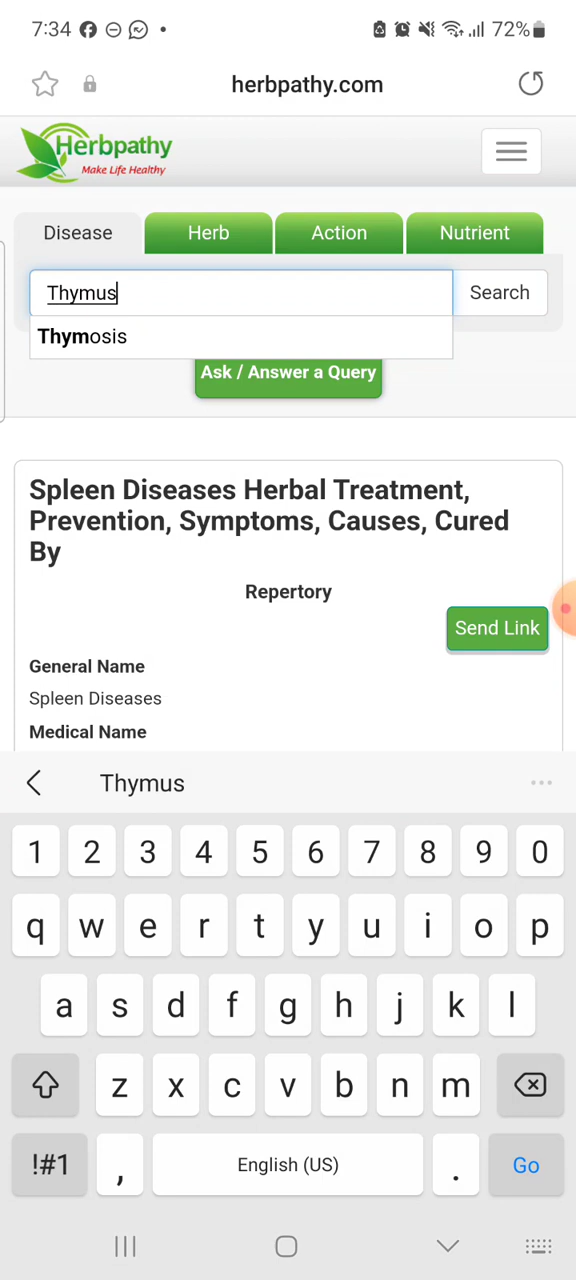 7:34 72%
herbpathy.com
Herbpathy
Make Life Healthy
Disease Herb Action Nutrient
Thymus Search
Thymosis
Ask / Answer a Query
Spleen Diseases Herbal Treatment,
Prevention, Symptoms, Causes, Cured
By
Repertory
Send Link
General Name
Spleen Diseases
Medical Name
Thymus
1 2 3 4 5 6 7 8 9 0
q w e r t y u i o p
a s d f g h j k l
z x c v b n m
!#1 , English (US) . Go